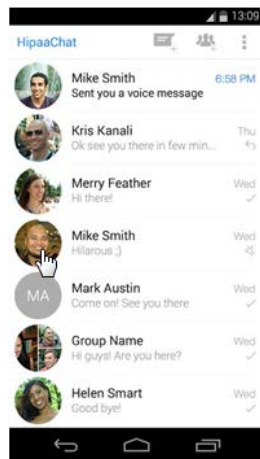 13:09
HipaaChat
Mike Smith 6:58 PM
Sent you a voice message
Kris Kanali Thu
Ok see you there in few min...
Merry Feather Wed
Hi there!
Mike Smith Wed
Hilarous ;)
MA
Mark Austin Wed
Come on! See you there
Group Name Wed
Hi guys! Are you here?
Helen Smart Wed
Good bye!